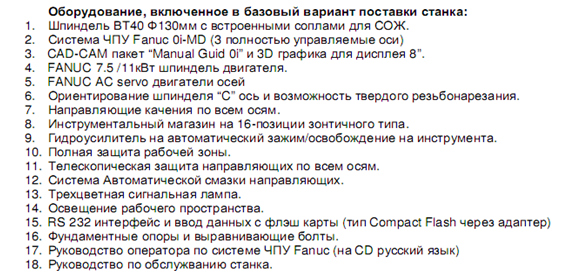 Оборудование, включенное в базовый вариант поставки станка:
1. Шпиндель BT40 Ф130мм с встроенными соплами для СОЖ.
2. Система ЧПУ Fanuc 0i-MD (3 полностью управляемые оси)
3. CAD-CAM пакет “Manual Guid 0i” и 3D графика для дисплея 8”.
4. FANUC 7.5 /11кВт шпиндель двигателя.
5. FANUC AC servo двигатели осей
6. Ориентирование шпинделя “С” ось и возможность твердого резьбонарезания.
7. Направляющие качения по всем осям.
8. Инструментальный магазин на 16-позиции зонтичного типа.
9. Гидроусилитель на автоматический зажим/освобождение на инструмента.
10. Полная защита рабочей зоны.
11. Телескопическая защита направляющих по всем осям.
12. Система Автоматической смазки направляющих.
13. Трехцветная сигнальная лампа.
14. Освещение рабочего пространства.
15. RS 232 интерфейс и ввод данных с флэш карты (тип Compact Flash через адаптер)
16. Фундаментные опоры и выравнивающие болты.
17. Руководство оператора по системе ЧПУ Fanuc (на CD русский язык)
18. Руководство по обслужванию станка.